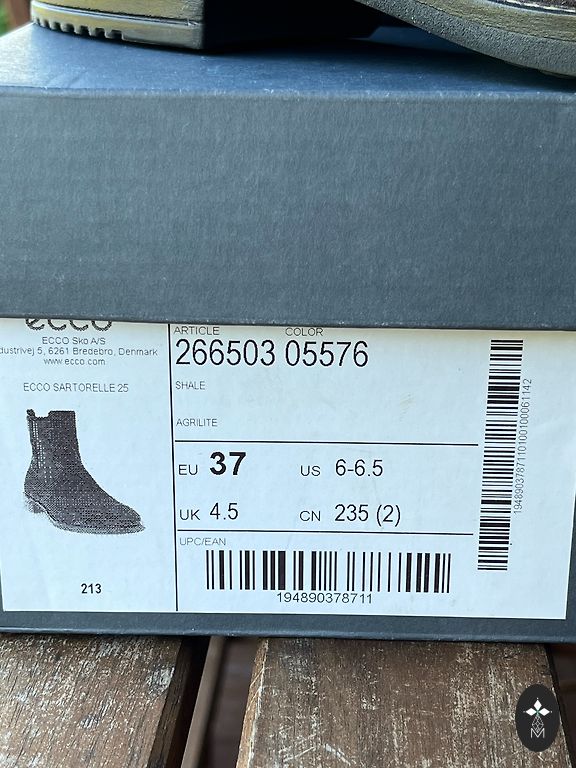 ecco
ECCO Sko A/S
dustrivej 5, 6261 Bredebro, Denmark
www.ecco.com
ECCO SARTORELLE 25
213
ARTICLE COLOR
266503 05576
SHALE
AGRILITE
EU 37 US 6-6.5
UK 4.5 CN 235 (2)
UPC/EAN
194890378711
19489037871101001000061142
M